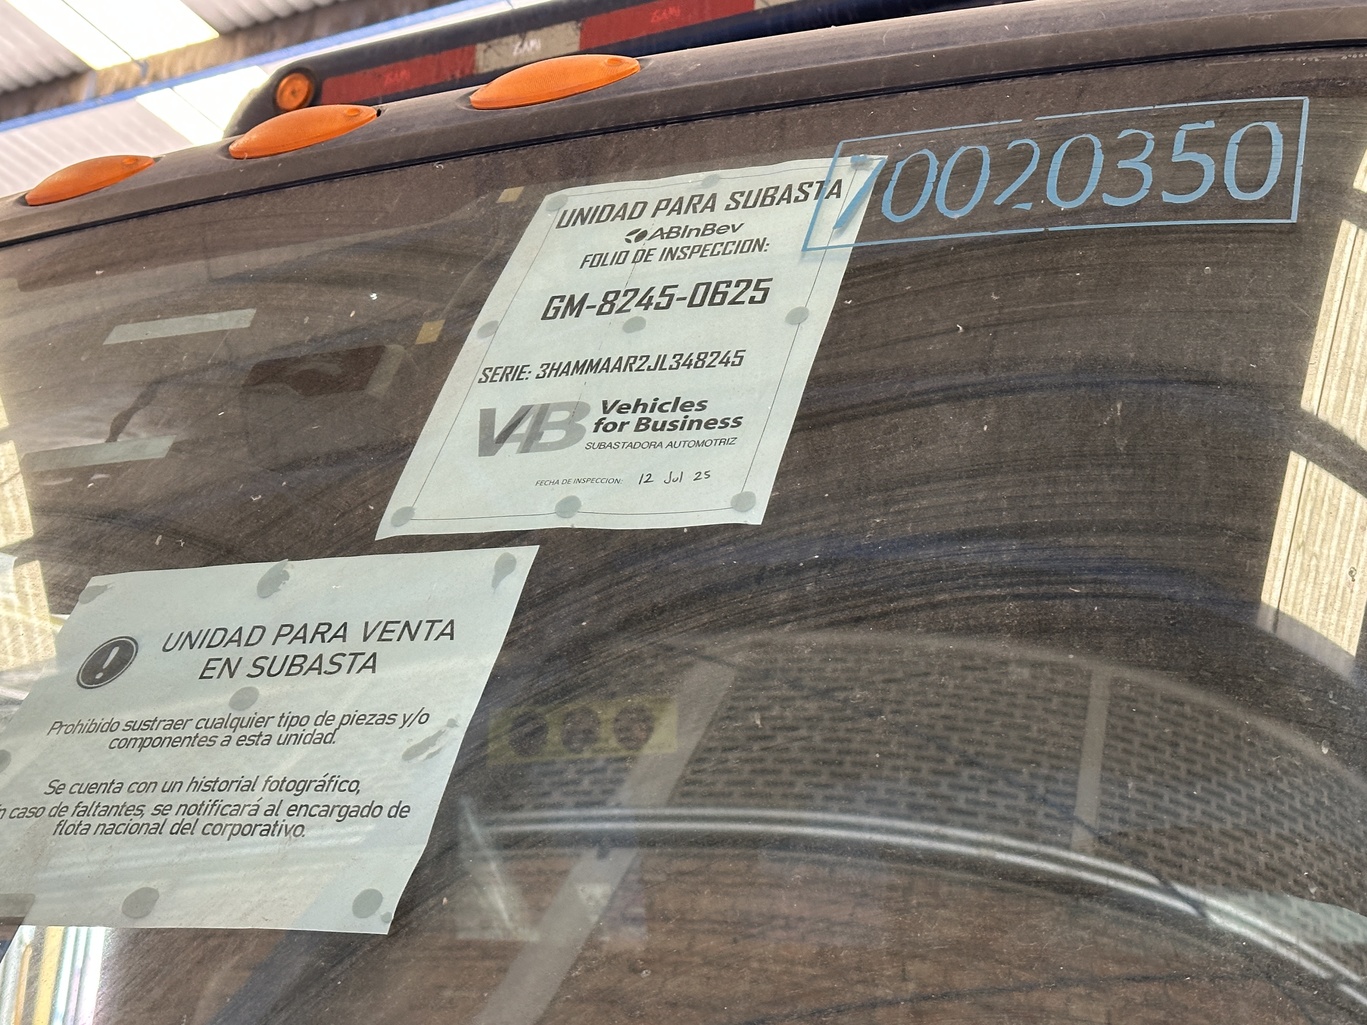 70020350
UNIDAD PARA SUBASTA
ABInBev
FOLIO DE INSPECCION:
GM-8245-0625
SERIE: 3HAMMAAR2JL348245
VAB Vehicles
for Business
SUBASTADORA AUTOMOTRIZ
FECHA DE INSPECCION: 12 Jul 25
UNIDAD PARA VENTA
EN SUBASTA
Prohibido sustraer cualquier tipo de piezas y/o
componentes a esta unidad.
Se cuenta con un historial fotográfico,
caso de faltantes, se notificará al encargado de
flota nacional del corporativo.